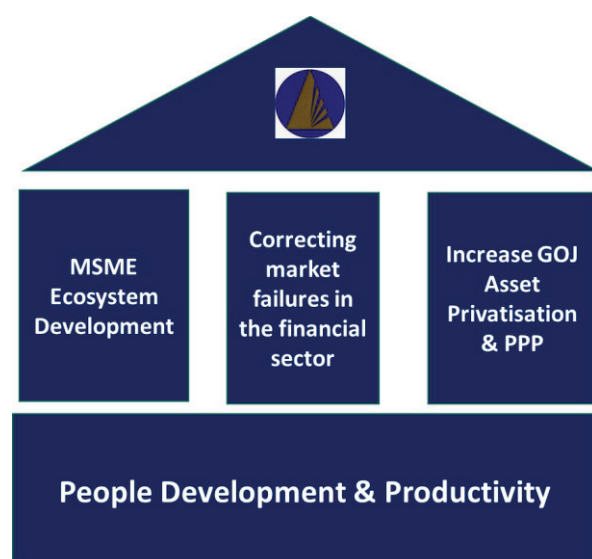 MSME
Ecosystem
Development
Correcting
market
failures in
the financial
sector
Increase GOJ
Asset
Privatisation
& PPP
People Development & Productivity